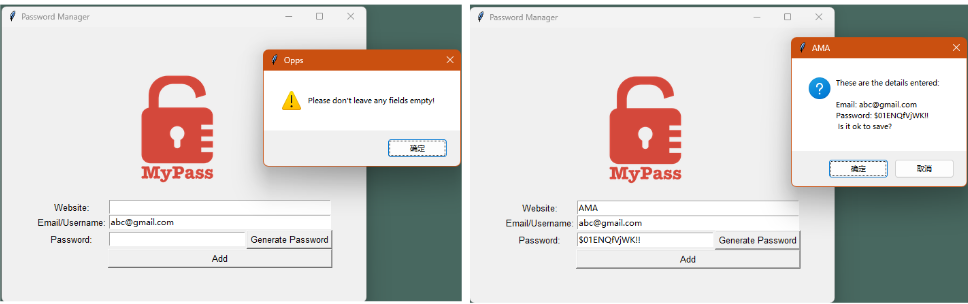 Password Manager
Opps
Please don't leave any fields empty!
确定
MyPass
Website:
Email/Username: abc@gmail.com
Password: Generate Password
Add
Password Manager
AMA
These are the details entered:
Email: abc@gmail.com
Password: $01ENQfVjWK!!
Is it ok to save?
确定 取消
MyPass
Website: AMA
Email/Username: abc@gmail.com
Password: $01ENQfVjWK!! Generate Password
Add